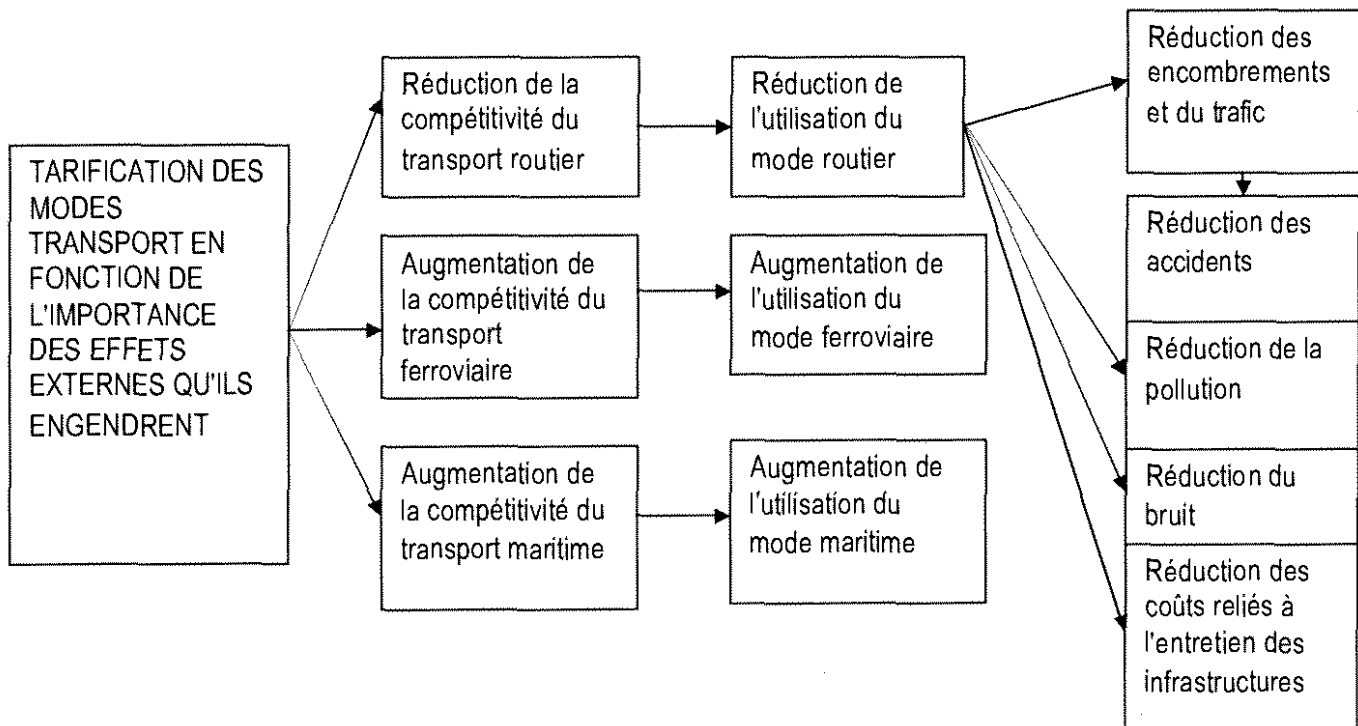 TARIFICATION DES
MODES
TRANSPORT EN
FONCTION DE
L'IMPORTANCE
DES EFFETS
EXTERNES QU'ILS
ENGENDRENT
Réduction de la
compétitivité du
transport routier
Réduction de
l'utilisation du
mode routier
Augmentation de
la compétitivité du
transport
ferroviaire
Augmentation de
l'utilisation du
mode ferroviaire
Augmentation de
la compétitivité du
transport maritime
Augmentation de
l'utilisation du
mode maritime
Réduction des
encombrements
et du trafic
Réduction des
accidents
Réduction de la
pollution
Réduction du
bruit
Réduction des
coûts reliés à
l'entretien des
infrastructures